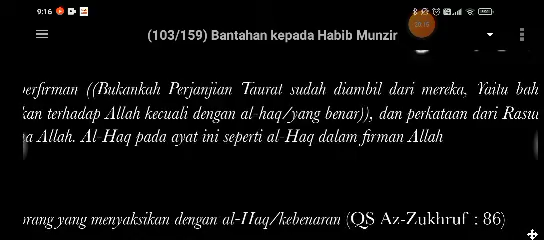 9:16
(103/159) Bantahan kepada Habib Munzir
erfirman ((Bukankah Perjanjian Taurat sudah diambil dari mereka, Yaitu bah
kan terhadap Allah kecuali dengan al-haq/yang benar)), dan perkataan dari Rasu
a Allah. Al-Haq pada ayat ini seperti al-Haq dalam firman Allah
rang yang menyaksikan dengan al-Haq/kebenaran (QS Az-Zukhruf : 86)